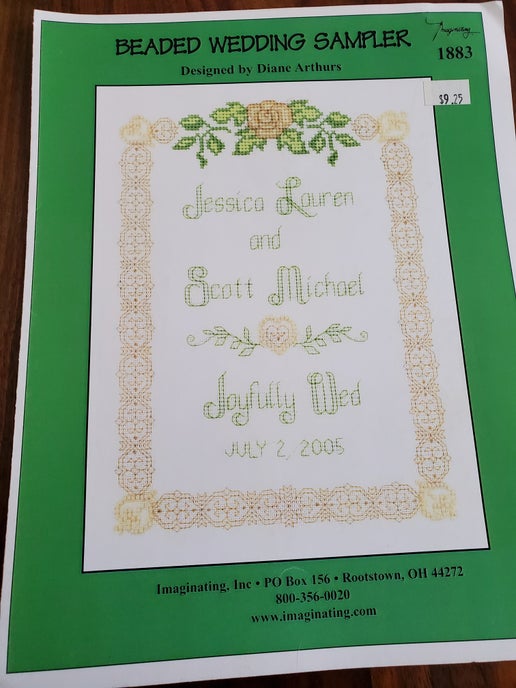 Imaginating
BEADED WEDDING SAMPLER
1883
Designed by Diane Arthurs
$9.25
Jessica Lauren
and
Scott Michael
Joyfully Wed
JULY 2, 2005
Imaginating, Inc • PO Box 156 • Rootstown, OH 44272
800-356-0020
www.imaginating.com